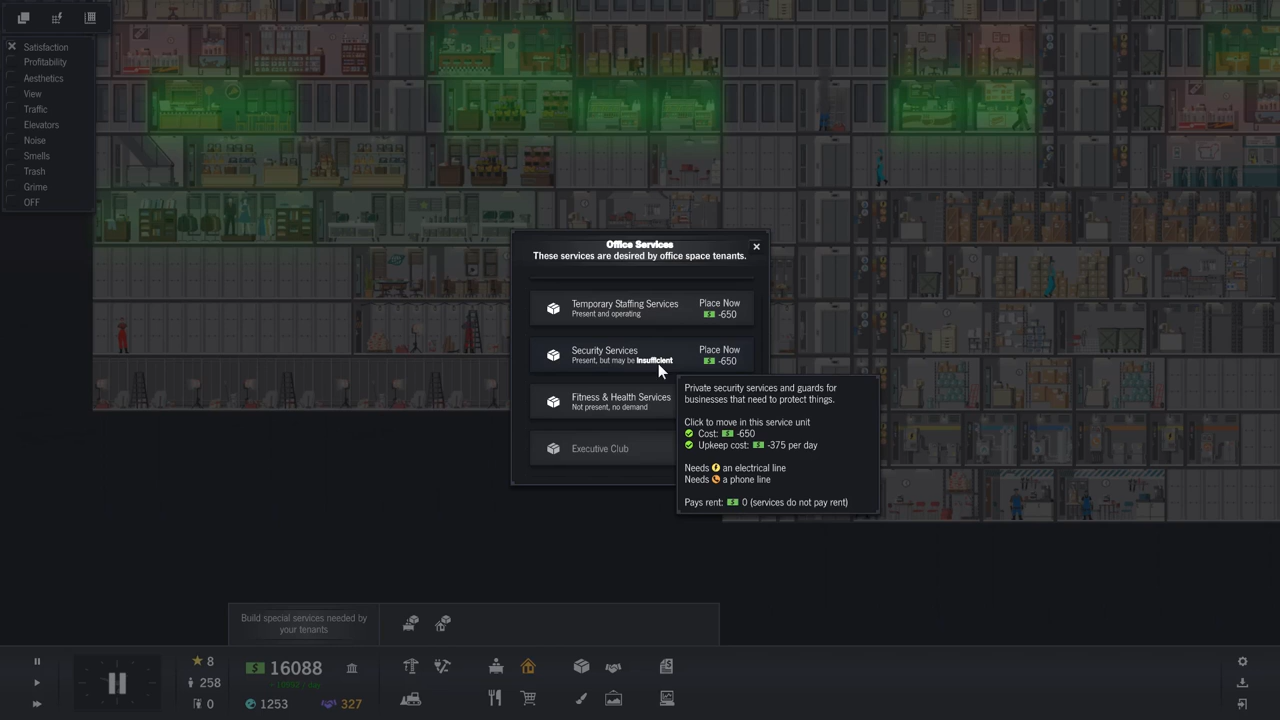 Satisfaction
Profitability
Aesthetics
View
Traffic
Elevators
Noise
Smells
Trash
Grime
OFF
Office Services
These services are desired by office space tenants.
Temporary Staffing Services
Present and operating
Place Now
-650
Security Services
Present, but may be insufficient
Place Now
-650
Fitness & Health Services
Not present, no demand
Executive Club
Private security services and guards for
businesses that need to protect things.
Click to move in this service unit
Cost: -650
Upkeep cost: -375 per day
Needs an electrical line
Needs a phone line
Pays rent: 0 (services do not pay rent)
Build special services needed by
your tenants
8
258
0
16088
1253
327